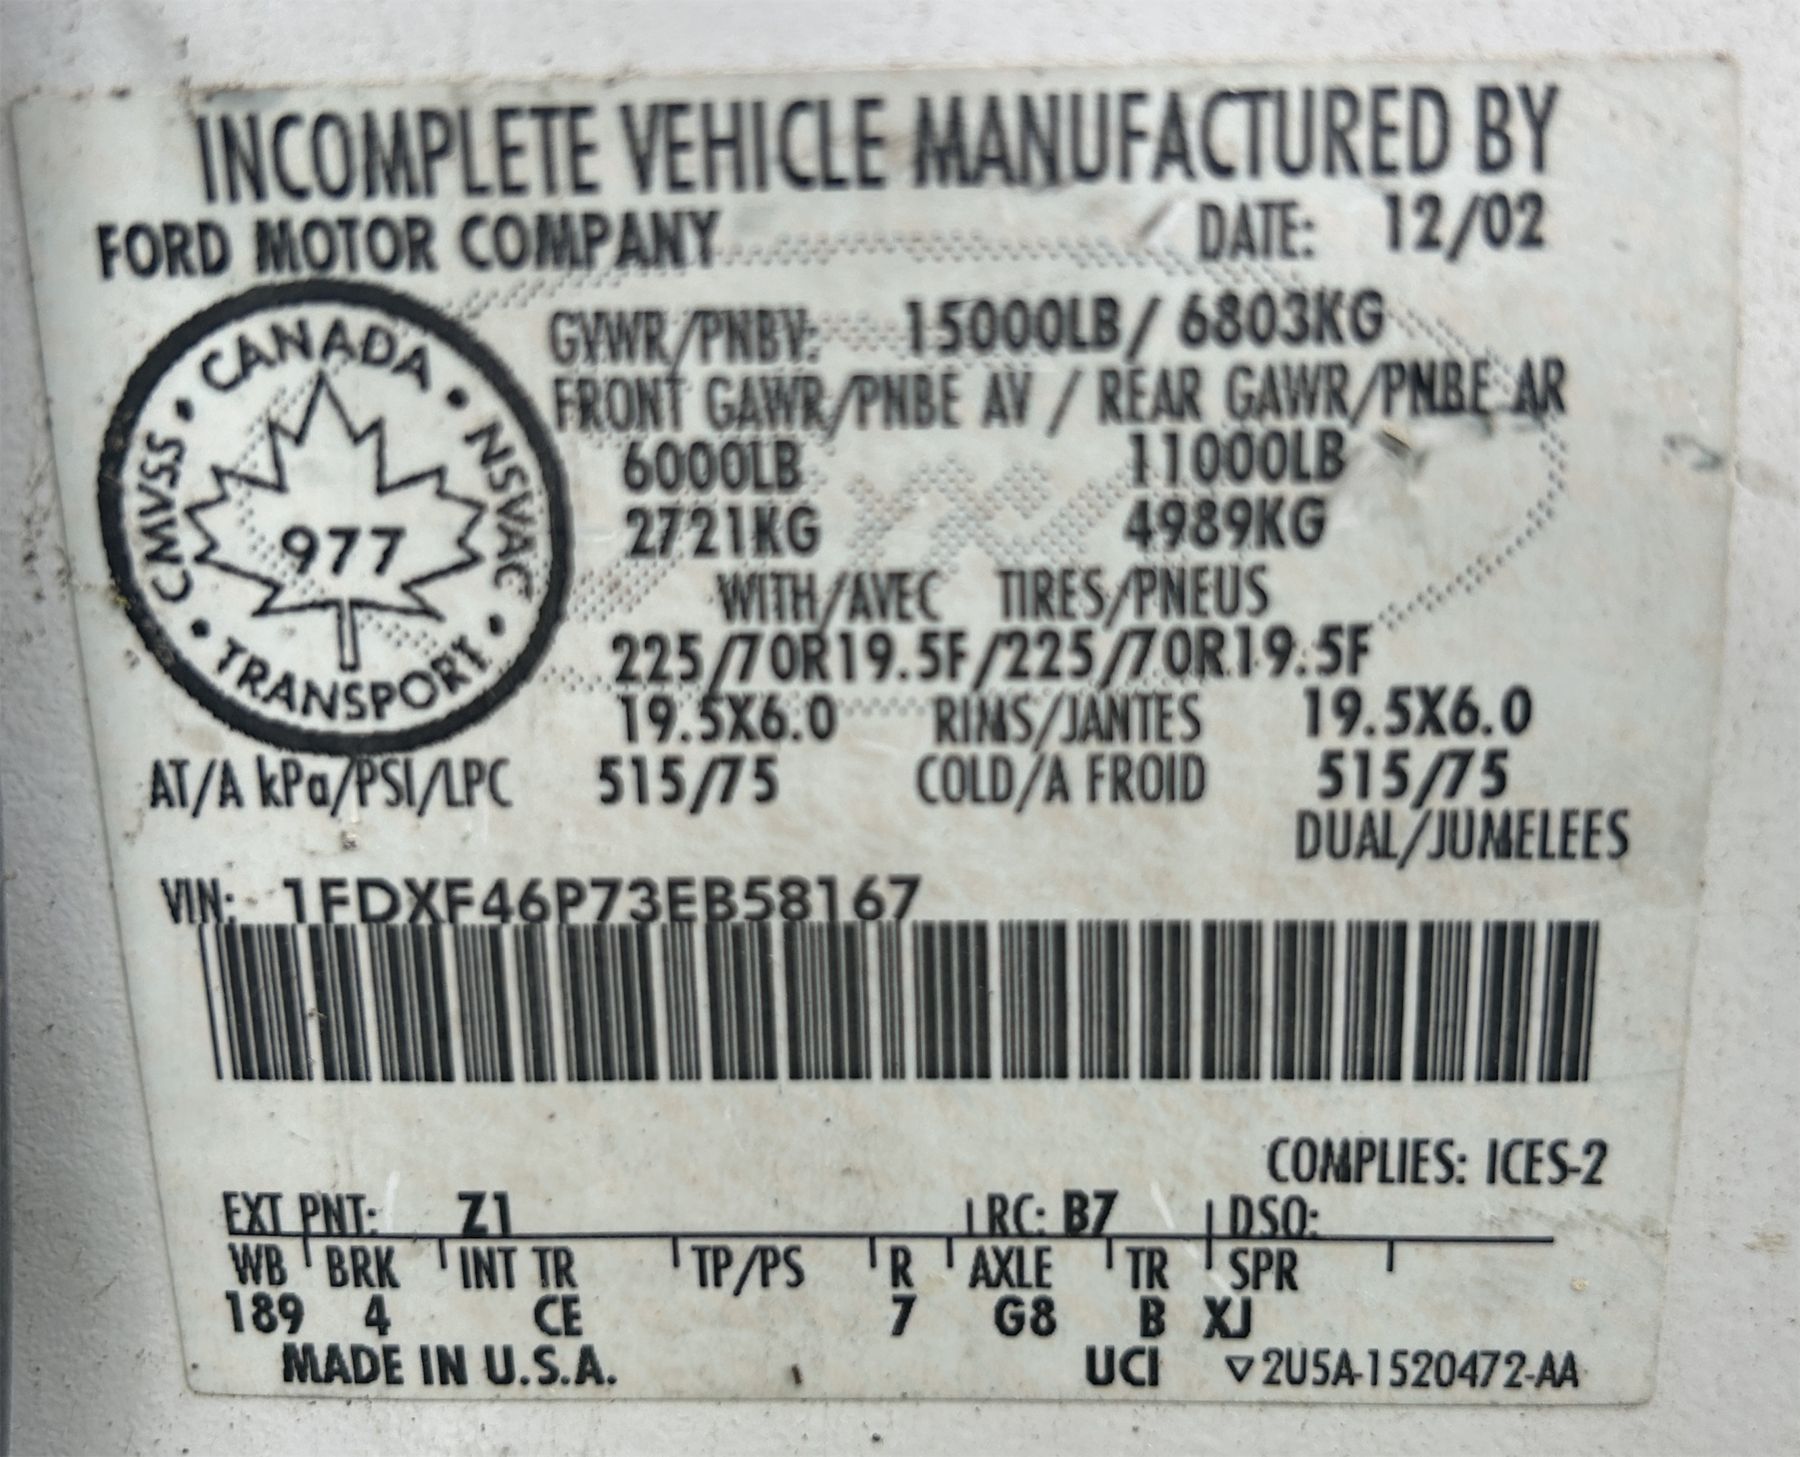 INCOMPLETE VEHICLE MANUFACTURED BY
FORD MOTOR COMPANY DATE: 12/02
GVWR/PNBV: 15000LB/ 6803KG
FRONT GAWR/PNBE AV / REAR GAWR/PNBE AR
6000LB 11000LB
2721KG 4989KG
WITH/AVEC TIRES/PNEUS
225/70R19.5F/225/70R19.5F
19.5X6.0 RIMS/JANTES 19.5X6.0
AT/A kPa/PSI/LPC 515/75 COLD/A FROID 515/75
DUAL/JUMELEES
CANADA • NSVAC • TRANSPORT • CMVSS •
977
VIN: 1FDXF46P73EB58167
COMPLIES: ICES-2
EXT PNT: Z1 RC: B7 DSO:
WB BRK INT TR TP/PS R AXLE TR SPR
189 4 CE 7 G8 B XJ
MADE IN U.S.A. UCI ▽2U5A-1520472-AA